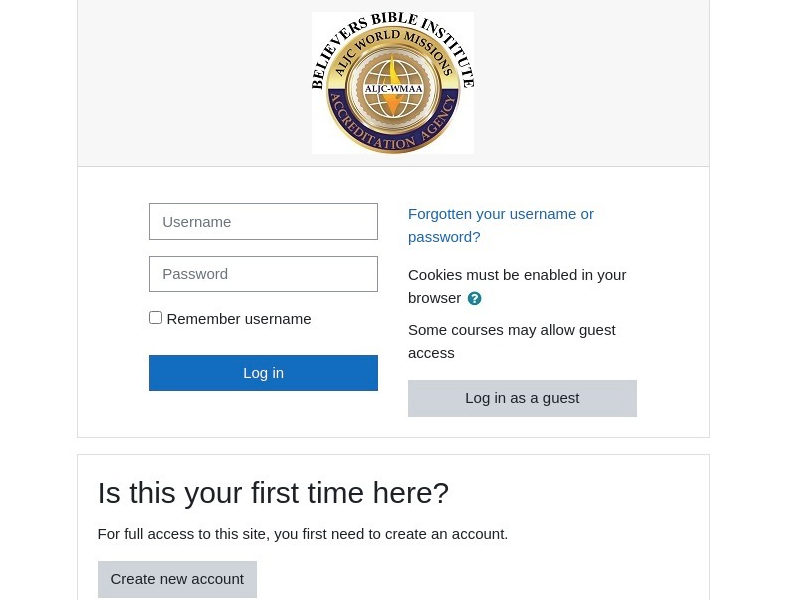 BELIEVERS BIBLE INSTITUTE
ALJC WORLD MISSIONS
ALJC-WMAA
ACCREDITATION AGENCY
Username
Password
Remember username
Log in
Forgotten your username or
password?
Cookies must be enabled in your
browser ?
Some courses may allow guest
access
Log in as a guest
Is this your first time here?
For full access to this site, you first need to create an account.
Create new account